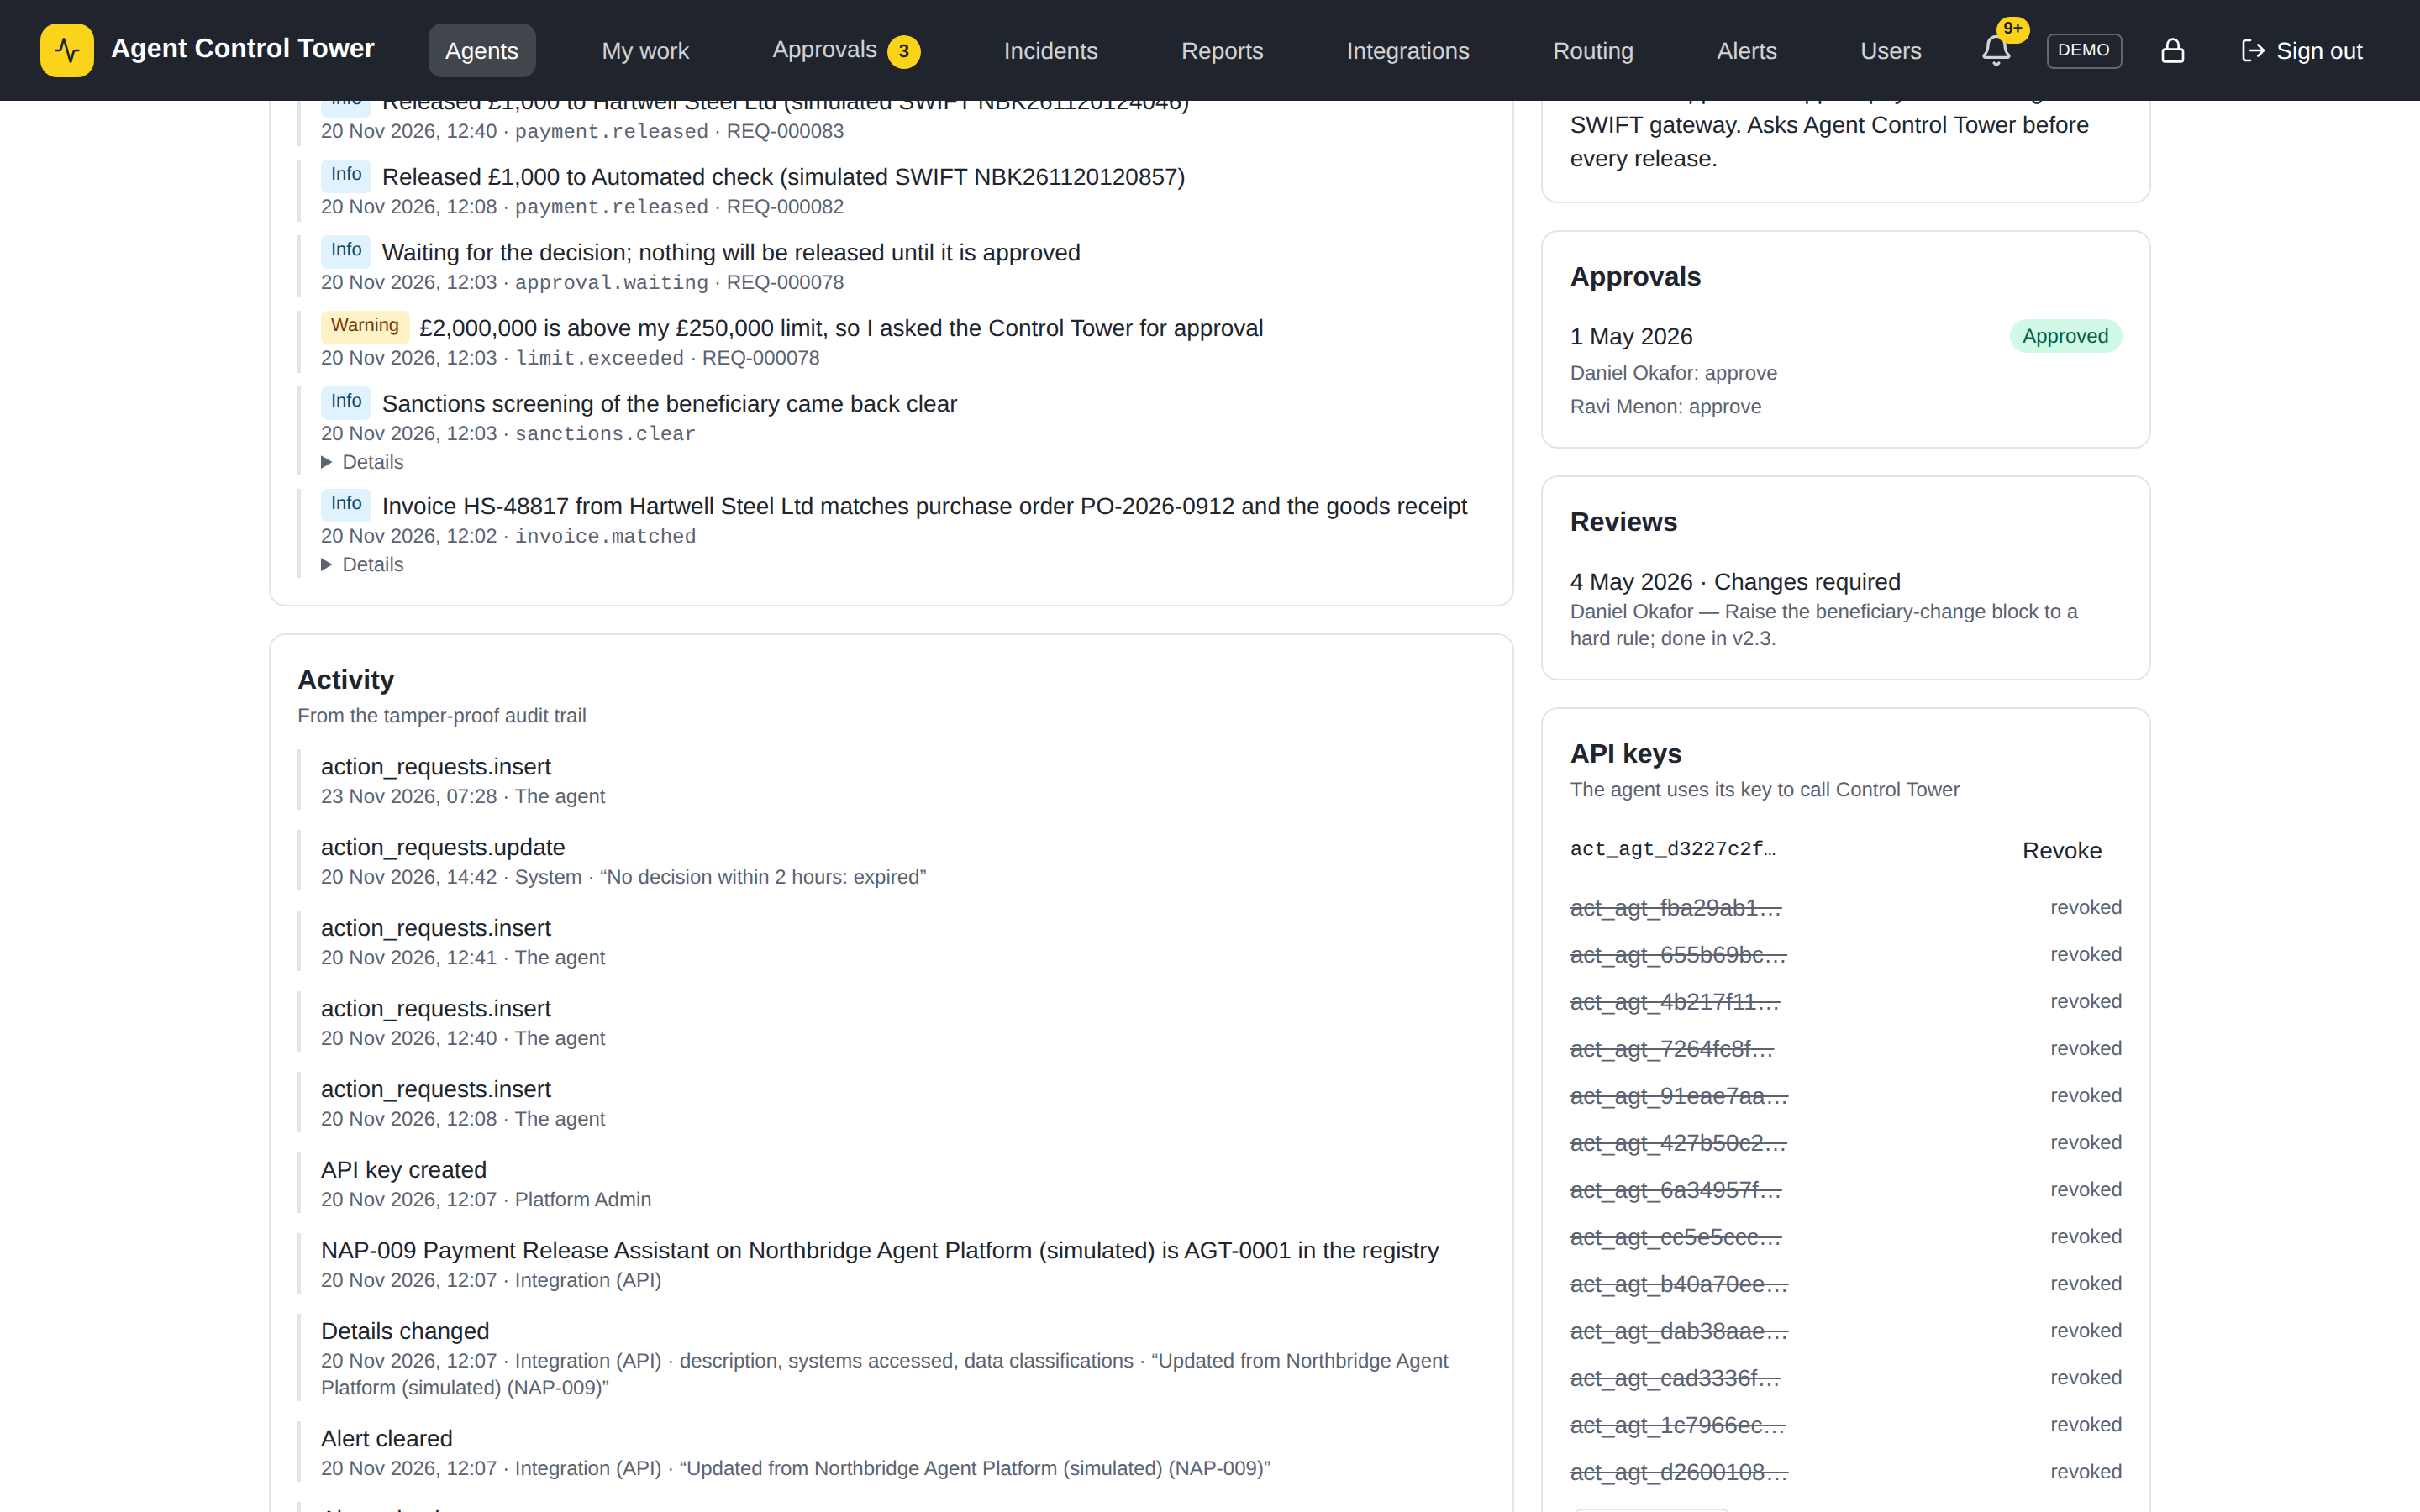 Agent Control Tower
Agents
My work
Approvals 3
Incidents
Reports
Integrations
Routing
Alerts
Users
9+
DEMO
Sign out
Released £1,000 to Hartwell Steel Ltd (simulated SWIFT NBK261120124046)
20 Nov 2026, 12:40 · payment.released · REQ-000083
Info Released £1,000 to Automated check (simulated SWIFT NBK261120120857)
20 Nov 2026, 12:08 · payment.released · REQ-000082
Info Waiting for the decision; nothing will be released until it is approved
20 Nov 2026, 12:03 · approval.waiting · REQ-000078
Warning £2,000,000 is above my £250,000 limit, so I asked the Control Tower for approval
20 Nov 2026, 12:03 · limit.exceeded · REQ-000078
Info Sanctions screening of the beneficiary came back clear
20 Nov 2026, 12:03 · sanctions.clear
Details
Info Invoice HS-48817 from Hartwell Steel Ltd matches purchase order PO-2026-0912 and the goods receipt
20 Nov 2026, 12:02 · invoice.matched
Details
Activity
From the tamper-proof audit trail
action_requests.insert
23 Nov 2026, 07:28 · The agent
action_requests.update
20 Nov 2026, 14:42 · System · “No decision within 2 hours: expired”
action_requests.insert
20 Nov 2026, 12:41 · The agent
action_requests.insert
20 Nov 2026, 12:40 · The agent
action_requests.insert
20 Nov 2026, 12:08 · The agent
API key created
20 Nov 2026, 12:07 · Platform Admin
NAP-009 Payment Release Assistant on Northbridge Agent Platform (simulated) is AGT-0001 in the registry
20 Nov 2026, 12:07 · Integration (API)
Details changed
20 Nov 2026, 12:07 · Integration (API) · description, systems accessed, data classifications · “Updated from Northbridge Agent
Platform (simulated) (NAP-009)”
Alert cleared
20 Nov 2026, 12:07 · Integration (API) · “Updated from Northbridge Agent Platform (simulated) (NAP-009)”
SWIFT gateway. Asks Agent Control Tower before
every release.
Approvals
1 May 2026 Approved
Daniel Okafor: approve
Ravi Menon: approve
Reviews
4 May 2026 · Changes required
Daniel Okafor — Raise the beneficiary-change block to a
hard rule; done in v2.3.
API keys
The agent uses its key to call Control Tower
act_agt_d3227c2f… Revoke
act_agt_fba29ab1… revoked
act_agt_655b69bc… revoked
act_agt_4b217f11… revoked
act_agt_7264fc8f… revoked
act_agt_91eae7aa… revoked
act_agt_427b50c2… revoked
act_agt_6a34957f… revoked
act_agt_cc5e5ccc… revoked
act_agt_b40a70ee… revoked
act_agt_dab38aae… revoked
act_agt_cad3336f… revoked
act_agt_1c7966ec… revoked
act_agt_d2600108… revoked